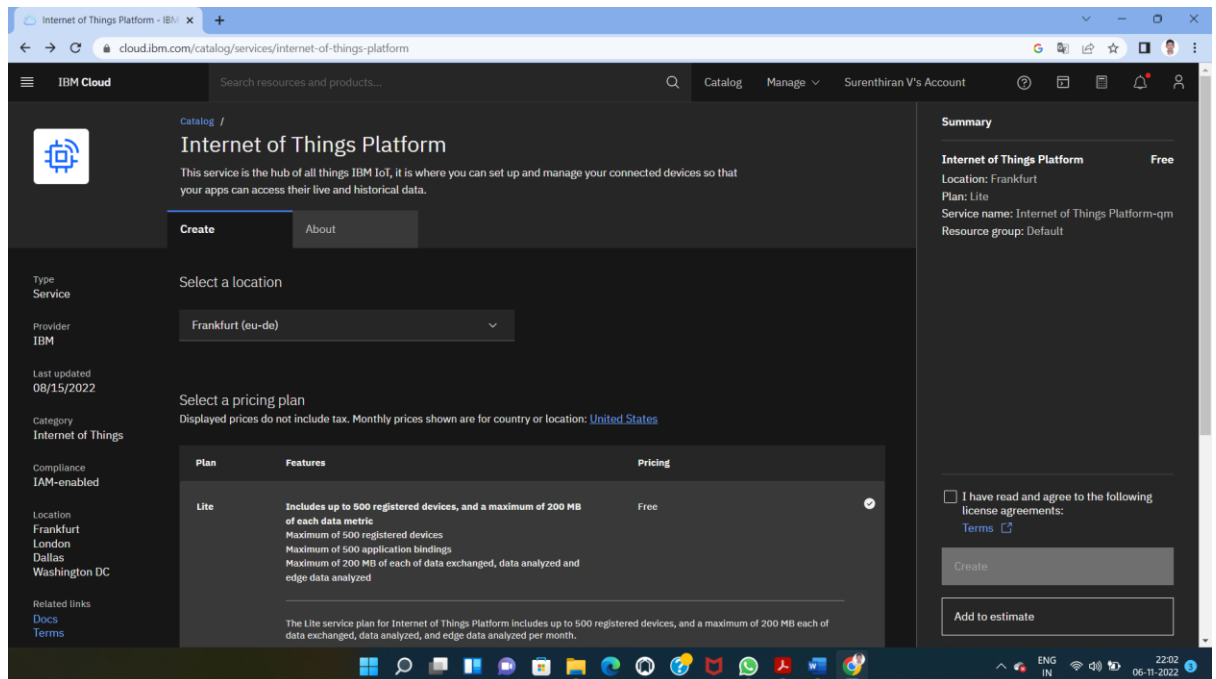 Internet of Things Platform - IBM
cloud.ibm.com/catalog/services/internet-of-things-platform
IBM Cloud
Search resources and products...
Catalog
Manage
Surenthiran V's Account
Catalog /
Internet of Things Platform
This service is the hub of all things IBM IoT, it is where you can set up and manage your connected devices so that
your apps can access their live and historical data.
Create
About
Type
Service
Provider
IBM
Last updated
08/15/2022
Category
Internet of Things
Compliance
IAM-enabled
Location
Frankfurt
London
Dallas
Washington DC
Related links
Docs
Terms
Select a location
Frankfurt (eu-de)
Select a pricing plan
Displayed prices do not include tax. Monthly prices shown are for country or location: United States
Plan
Features
Pricing
Lite
Includes up to 500 registered devices, and a maximum of 200 MB
of each data metric
Maximum of 500 registered devices
Maximum of 500 application bindings
Maximum of 200 MB of each of data exchanged, data analyzed and
edge data analyzed
Free
The Lite service plan for Internet of Things Platform includes up to 500 registered devices, and a maximum of 200 MB each of
data exchanged, data analyzed, and edge data analyzed per month.
Summary
Internet of Things Platform Free
Location: Frankfurt
Plan: Lite
Service name: Internet of Things Platform-qm
Resource group: Default
I have read and agree to the following
license agreements:
Terms
Create
Add to estimate
ENG
IN
22:02
06-11-2022
3